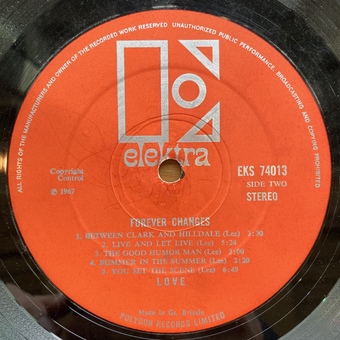 ALL RIGHTS OF THE MANUFACTURERS AND OWNER OF THE RECORDED WORK RESERVED UNAUTHORISED PUBLIC PERFORMANCE, BROADCASTING AND COPYING PROHIBITED
elektra
EKS 74013
SIDE TWO
STEREO
Copyright
Control
℗ 1967
FOREVER CHANGES
1. BETWEEN CLARK AND HILLDALE (Lee) 3:30
2. LIVE AND LET LIVE (Lee) 5:24
3. THE GOOD HUMOR MAN (Lee) 3:00
4. BUMMER IN THE SUMMER (Lee) 2:20
5. YOU SET THE SCENE (Lee) 6:49
LOVE
Made in Gt. Britain
POLYDOR RECORDS LIMITED